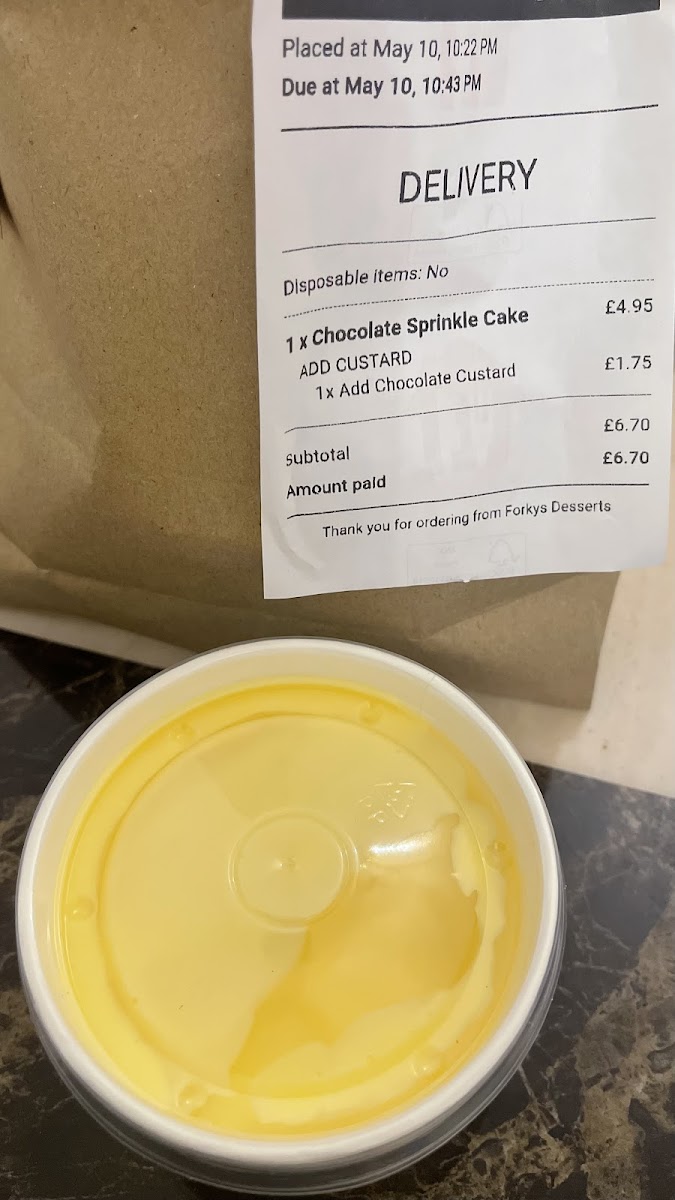 Placed at May 10, 10:22 PM
Due at May 10, 10:43 PM
DELIVERY
Disposable items: No
1 x Chocolate Sprinkle Cake £4.95
ADD CUSTARD
1x Add Chocolate Custard £1.75
Subtotal £6.70
Amount paid £6.70
Thank you for ordering from Forkys Desserts